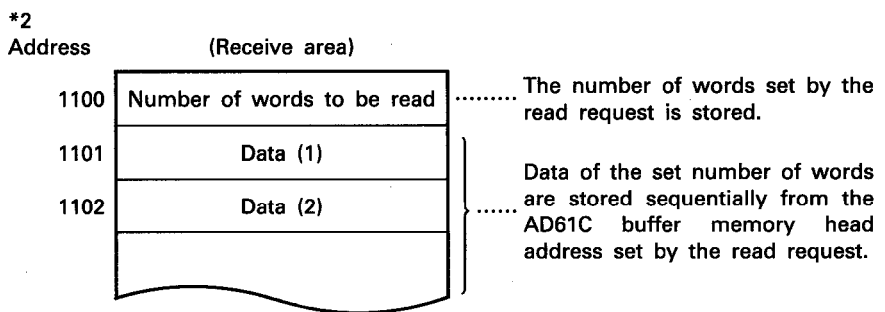 *2
Address (Receive area)
1100 Number of words to be read ........ The number of words set by the
read request is stored.
1101 Data (1)
1102 Data (2)
Data of the set number of words
are stored sequentially from the
...... AD61C buffer memory head
address set by the read request.